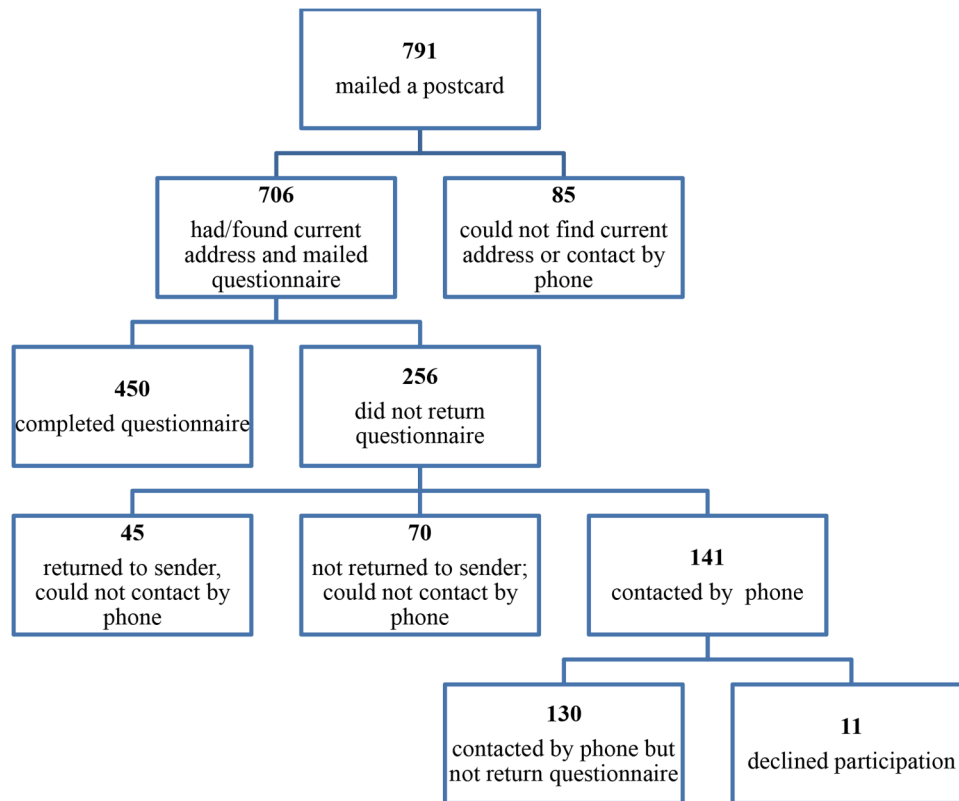 791
mailed a postcard
706
had/found current
address and mailed
questionnaire
85
could not find current
address or contact by
phone
450
completed questionnaire
256
did not return
questionnaire
45
returned to sender,
could not contact by
phone
70
not returned to sender;
could not contact by
phone
141
contacted by phone
130
contacted by phone but
not return questionnaire
11
declined participation